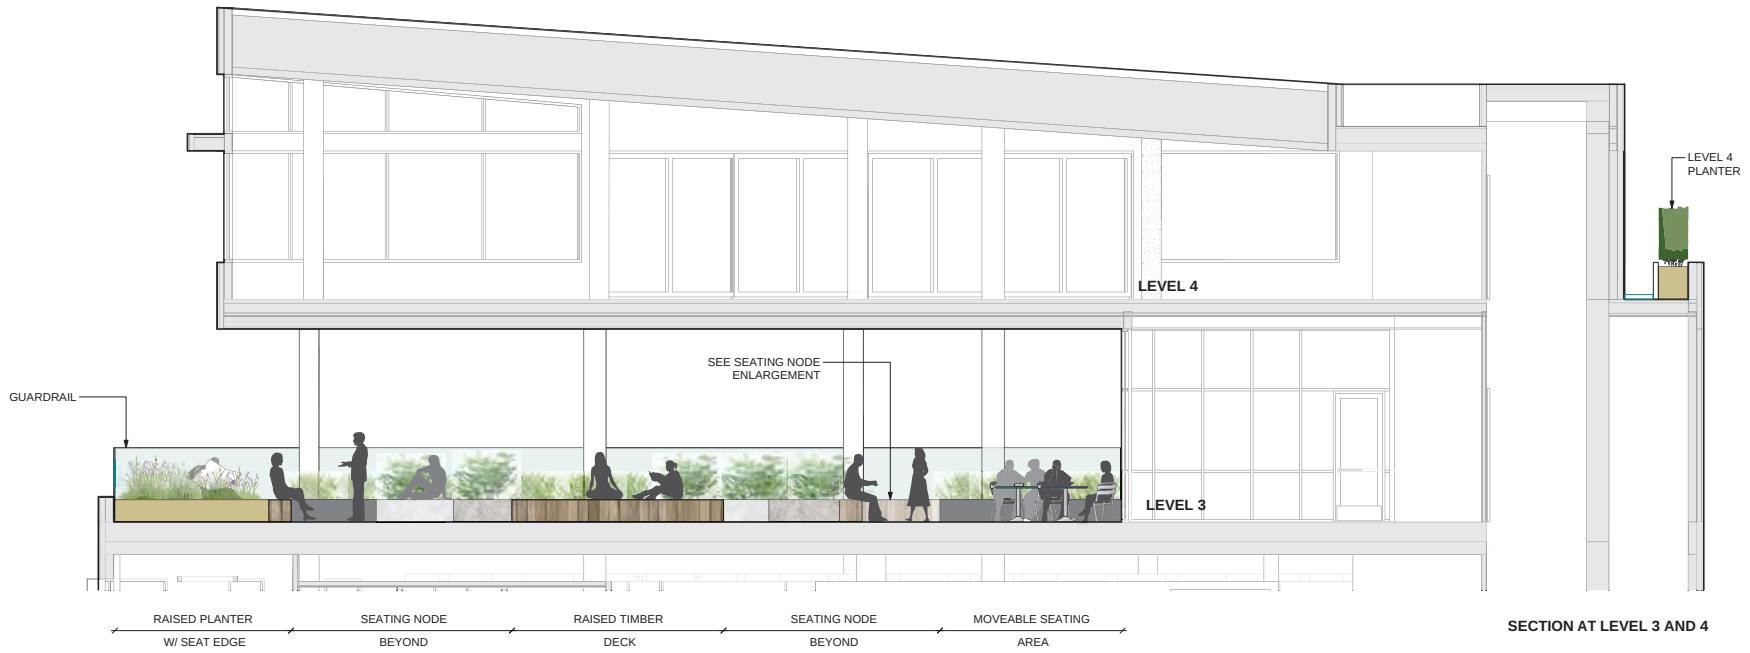 LEVEL 4
PLANTER
LEVEL 4
SEE SEATING NODE
ENLARGEMENT
GUARDRAIL
LEVEL 3
RAISED PLANTER
W/ SEAT EDGE
SEATING NODE
BEYOND
RAISED TIMBER
DECK
SEATING NODE
BEYOND
MOVEABLE SEATING
AREA
SECTION AT LEVEL 3 AND 4